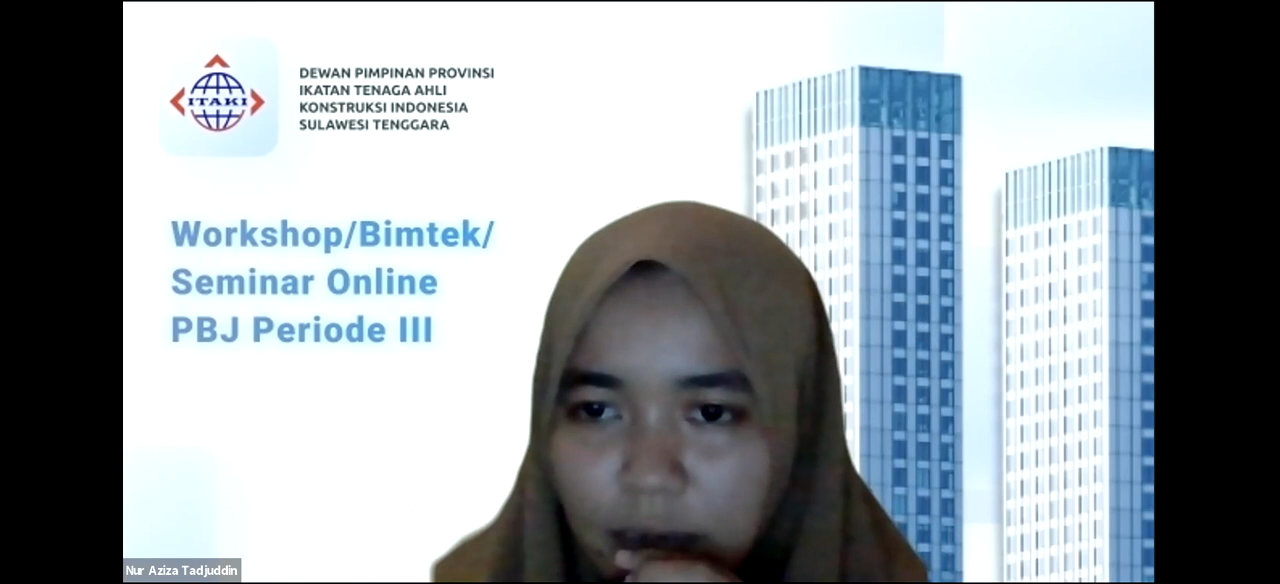 ITAKI
DEWAN PIMPINAN PROVINSI
IKATAN TENAGA AHLI
KONSTRUKSI INDONESIA
SULAWESI TENGGARA
Workshop/Bimtek/
Seminar Online
PBJ Periode III
Nur Aziza Tadjuddin